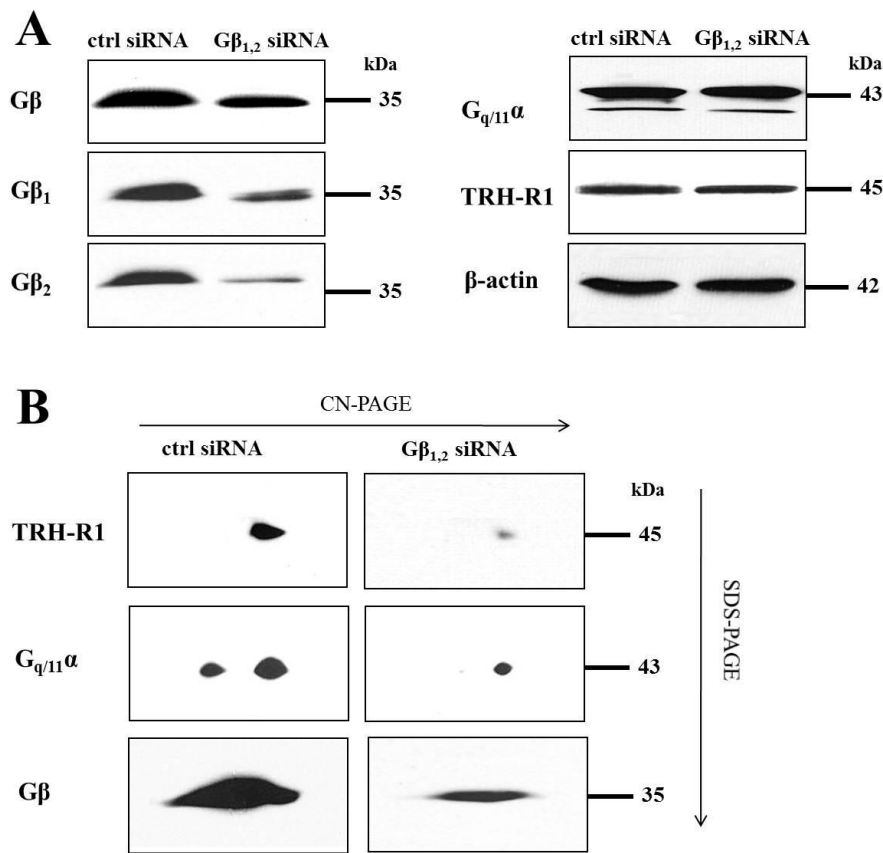 A
ctrl siRNA Gβ1,2 siRNA
kDa
Gβ 35
Gβ1 35
Gβ2 35
ctrl siRNA Gβ1,2 siRNA
kDa
Gq/11α 43
TRH-R1 45
β-actin 42
B
CN-PAGE
ctrl siRNA Gβ1,2 siRNA
kDa
TRH-R1 45
Gq/11α 43
Gβ 35
SDS-PAGE